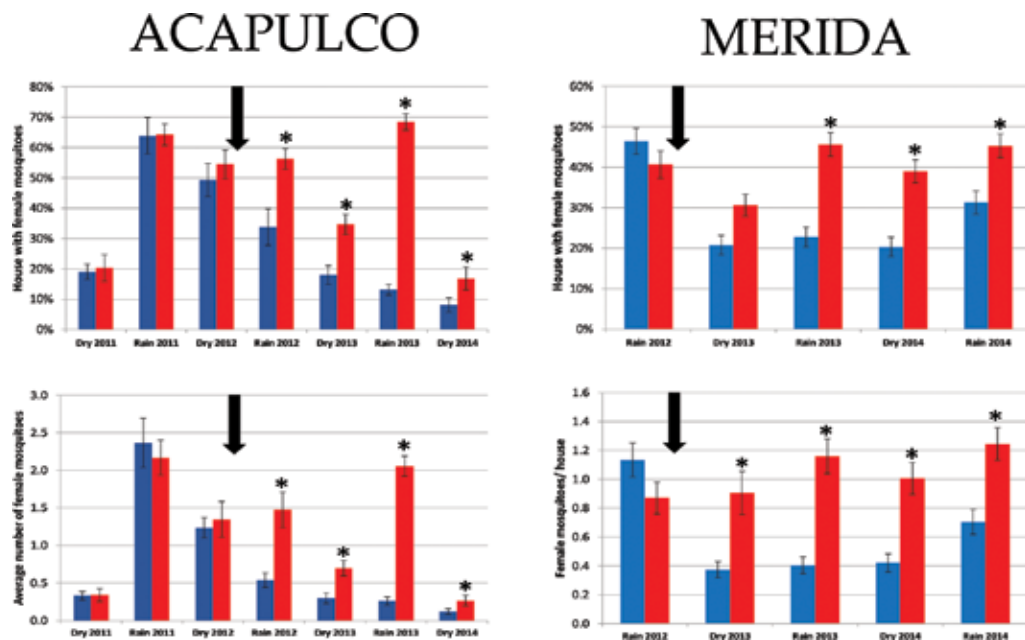 ACAPULCO
House with female mosquitoes
80%
70%
60%
50%
40%
30%
20%
10%
0%
* * * *
Dry 2011 Rain 2011 Dry 2012 Rain 2012 Dry 2013 Rain 2013 Dry 2014
MERIDA
House with female mosquitoes
60%
50%
40%
30%
20%
10%
0%
* * *
Rain 2012 Dry 2013 Rain 2013 Dry 2014 Rain 2014
Average number of female mosquitoes
3.0
2.5
2.0
1.5
1.0
0.5
0.0
* * * *
Dry 2011 Rain 2011 Dry 2012 Rain 2012 Dry 2013 Rain 2013 Dry 2014
Female mosquitoes/ house
1.6
1.4
1.2
1.0
0.8
0.6
0.4
0.2
0.0
* * * *
Rain 2012 Dry 2013 Rain 2013 Dry 2014 Rain 2014